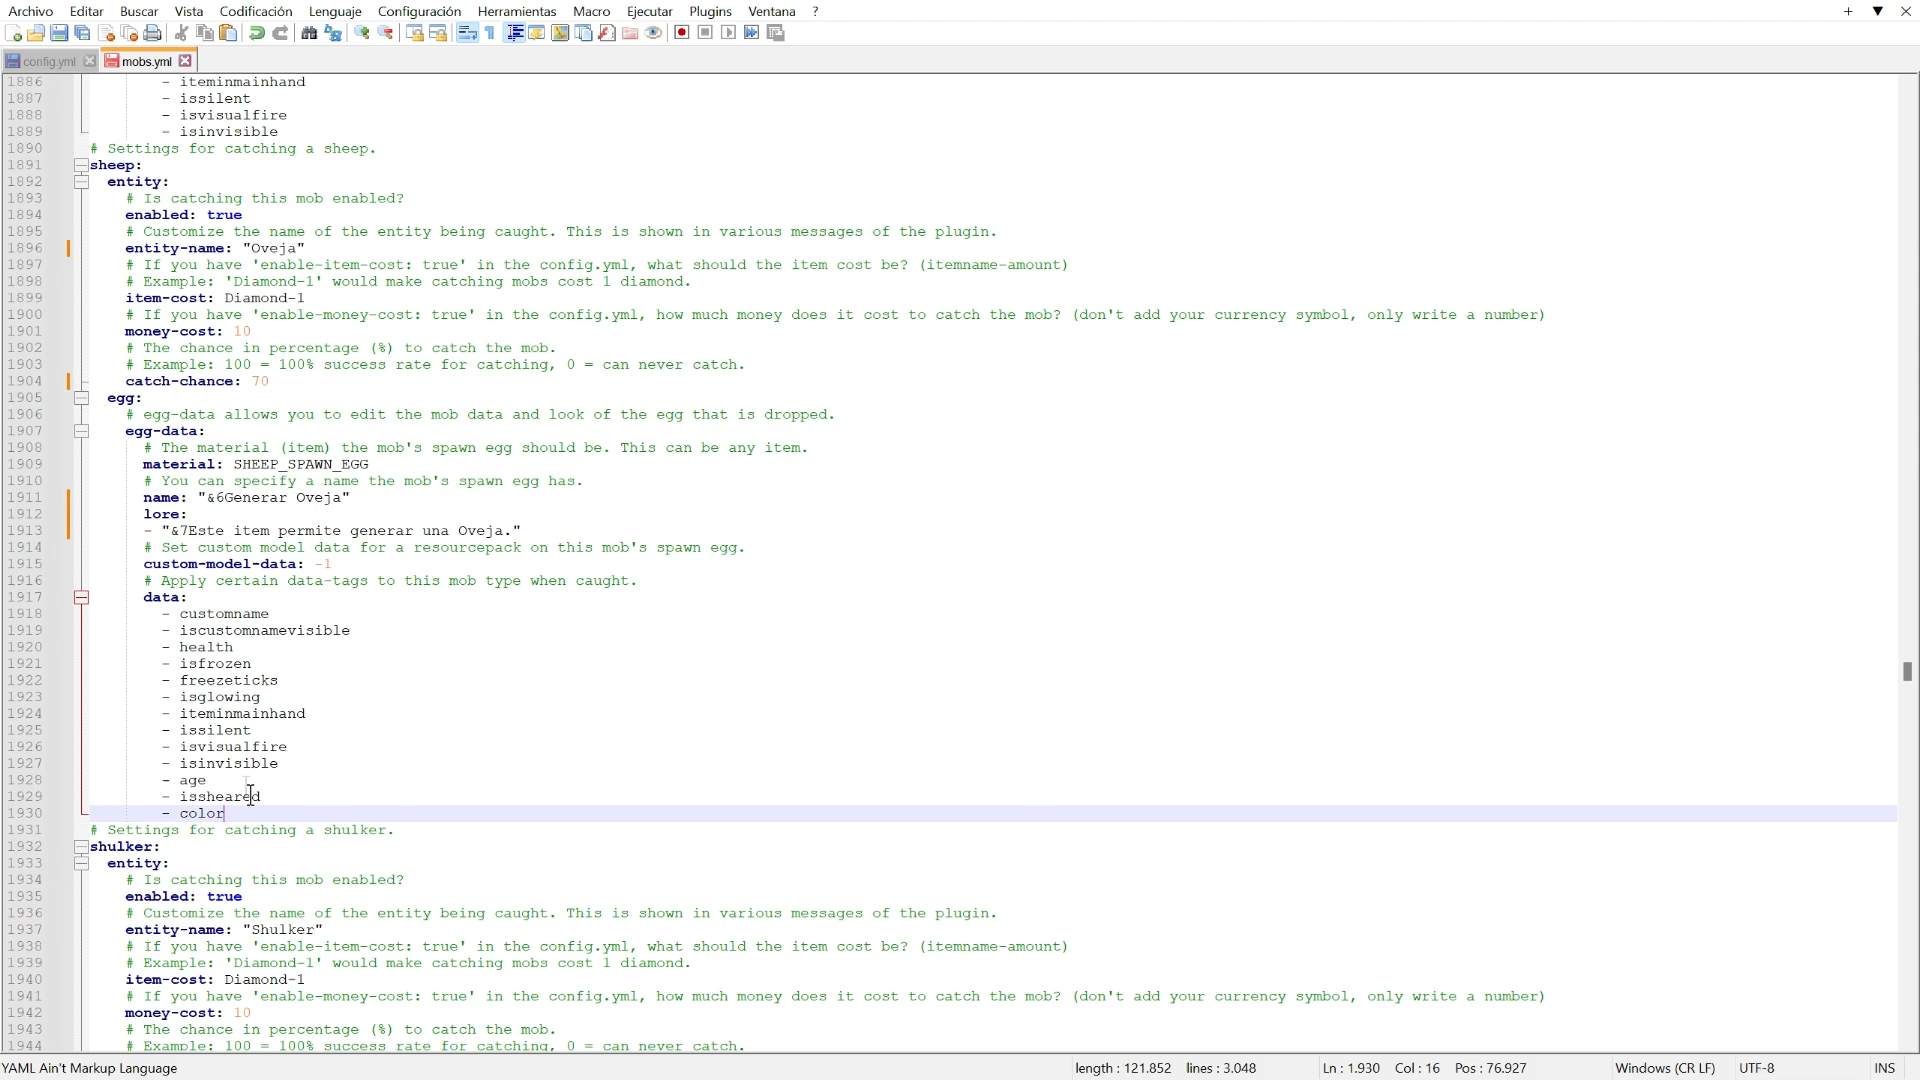 Archivo Editar Buscar Vista Codificación Lenguaje Configuración Herramientas Macro Ejecutar Plugins Ventana ?
config.yml mobs.yml
1886 - iteminmainhand
1887 - issilent
1888 - isvisualfire
1889 - isinvisible
1890 # Settings for catching a sheep.
1891 sheep:
1892 entity:
1893 # Is catching this mob enabled?
1894 enabled: true
1895 # Customize the name of the entity being caught. This is shown in various messages of the plugin.
1896 entity-name: "Oveja"
1897 # If you have 'enable-item-cost: true' in the config.yml, what should the item cost be? (itemname-amount)
1898 # Example: 'Diamond-1' would make catching mobs cost 1 diamond.
1899 item-cost: Diamond-1
1900 # If you have 'enable-money-cost: true' in the config.yml, how much money does it cost to catch the mob? (don't add your currency symbol, only write a number)
1901 money-cost: 10
1902 # The chance in percentage (%) to catch the mob.
1903 # Example: 100 = 100% success rate for catching, 0 = can never catch.
1904 catch-chance: 70
1905 egg:
1906 # egg-data allows you to edit the mob data and look of the egg that is dropped.
1907 egg-data:
1908 # The material (item) the mob's spawn egg should be. This can be any item.
1909 material: SHEEP_SPAWN_EGG
1910 # You can specify a name the mob's spawn egg has.
1911 name: "&6Generar Oveja"
1912 lore:
1913 - "&7Este item permite generar una Oveja."
1914 # Set custom model data for a resourcepack on this mob's spawn egg.
1915 custom-model-data: -1
1916 # Apply certain data-tags to this mob type when caught.
1917 data:
1918 - customname
1919 - iscustomnamevisible
1920 - health
1921 - isfrozen
1922 - freezeticks
1923 - isglowing
1924 - iteminmainhand
1925 - issilent
1926 - isvisualfire
1927 - isinvisible
1928 - age
1929 - issheared
1930 - color
1931 # Settings for catching a shulker.
1932 shulker:
1933 entity:
1934 # Is catching this mob enabled?
1935 enabled: true
1936 # Customize the name of the entity being caught. This is shown in various messages of the plugin.
1937 entity-name: "Shulker"
1938 # If you have 'enable-item-cost: true' in the config.yml, what should the item cost be? (itemname-amount)
1939 # Example: 'Diamond-1' would make catching mobs cost 1 diamond.
1940 item-cost: Diamond-1
1941 # If you have 'enable-money-cost: true' in the config.yml, how much money does it cost to catch the mob? (don't add your currency symbol, only write a number)
1942 money-cost: 10
1943 # The chance in percentage (%) to catch the mob.
1944 # Example: 100 = 100% success rate for catching, 0 = can never catch.
YAML Ain't Markup Language length : 121.852 lines : 3.048 Ln : 1.930 Col : 16 Pos : 76.927 Windows (CR LF) UTF-8 INS